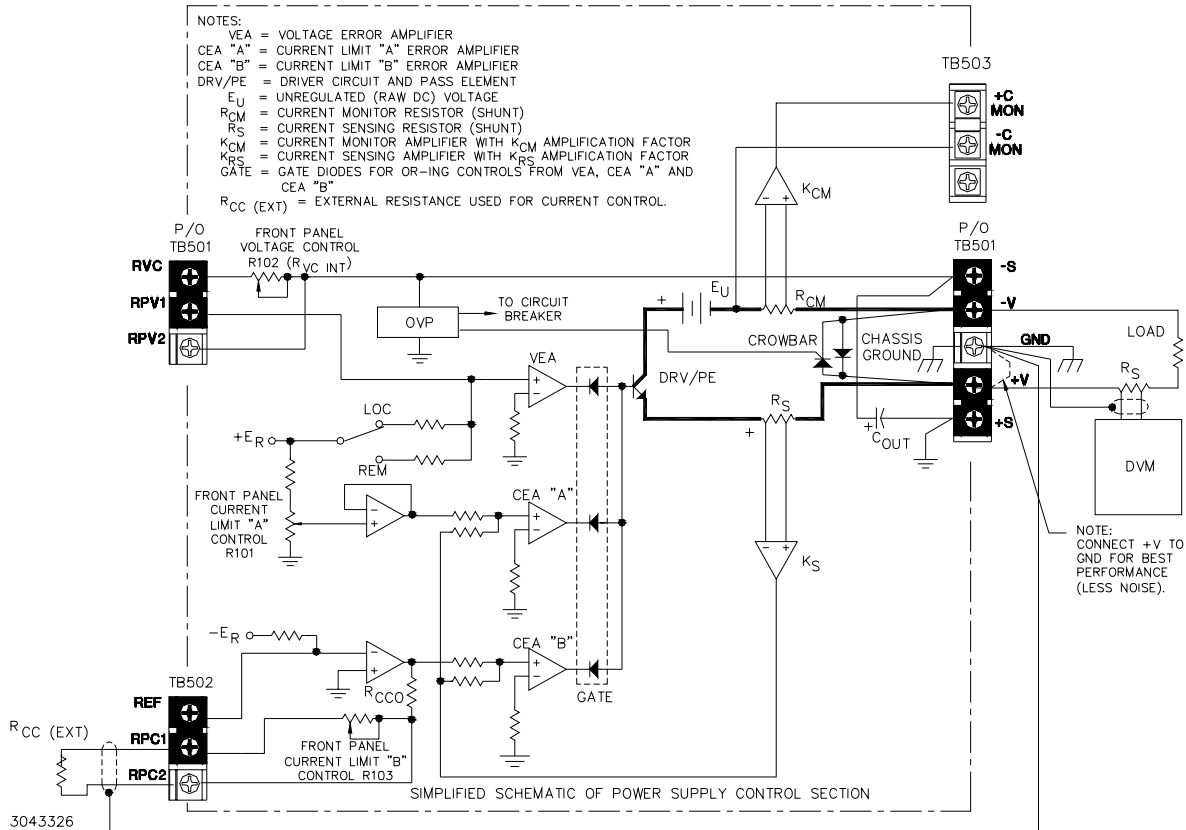 NOTES:
VEA = VOLTAGE ERROR AMPLIFIER
CEA "A" = CURRENT LIMIT "A" ERROR AMPLIFIER
CEA "B" = CURRENT LIMIT "B" ERROR AMPLIFIER
DRV/PE = DRIVER CIRCUIT AND PASS ELEMENT
EU = UNREGULATED (RAW DC) VOLTAGE
RCM = CURRENT MONITOR RESISTOR (SHUNT)
RS = CURRENT SENSING RESISTOR (SHUNT)
KCM = CURRENT MONITOR AMPLIFIER WITH KCM AMPLIFICATION FACTOR
KRS = CURRENT SENSING AMPLIFIER WITH KRS AMPLIFICATION FACTOR
GATE = GATE DIODES FOR OR-ING CONTROLS FROM VEA, CEA "A" AND
CEA "B"
RCC (EXT) = EXTERNAL RESISTANCE USED FOR CURRENT CONTROL.
TB503
+C
MON
-C
MON
KCM
P/O
TB501
RVC
RPV1
RPV2
FRONT PANEL
VOLTAGE CONTROL
R102 (RVC INT)
P/O
TB501
-S
-V
GND
+V
+S
OVP
TO CIRCUIT
BREAKER
+
EU
RCM
CROWBAR
CHASSIS
GROUND
LOAD
RS
DVM
VEA
DRV/PE
RS
+
+
COUT
LOC
+ER
REM
FRONT PANEL
CURRENT
LIMIT "A"
CONTROL
R101
CEA "A"
KS
NOTE:
CONNECT +V TO
GND FOR BEST
PERFORMANCE
(LESS NOISE).
-ER
CEA "B"
GATE
RCCO
TB502
REF
RPC1
RPC2
RCC (EXT)
FRONT PANEL
CURRENT LIMIT "B"
CONTROL R103
SIMPLIFIED SCHEMATIC OF POWER SUPPLY CONTROL SECTION
3043326